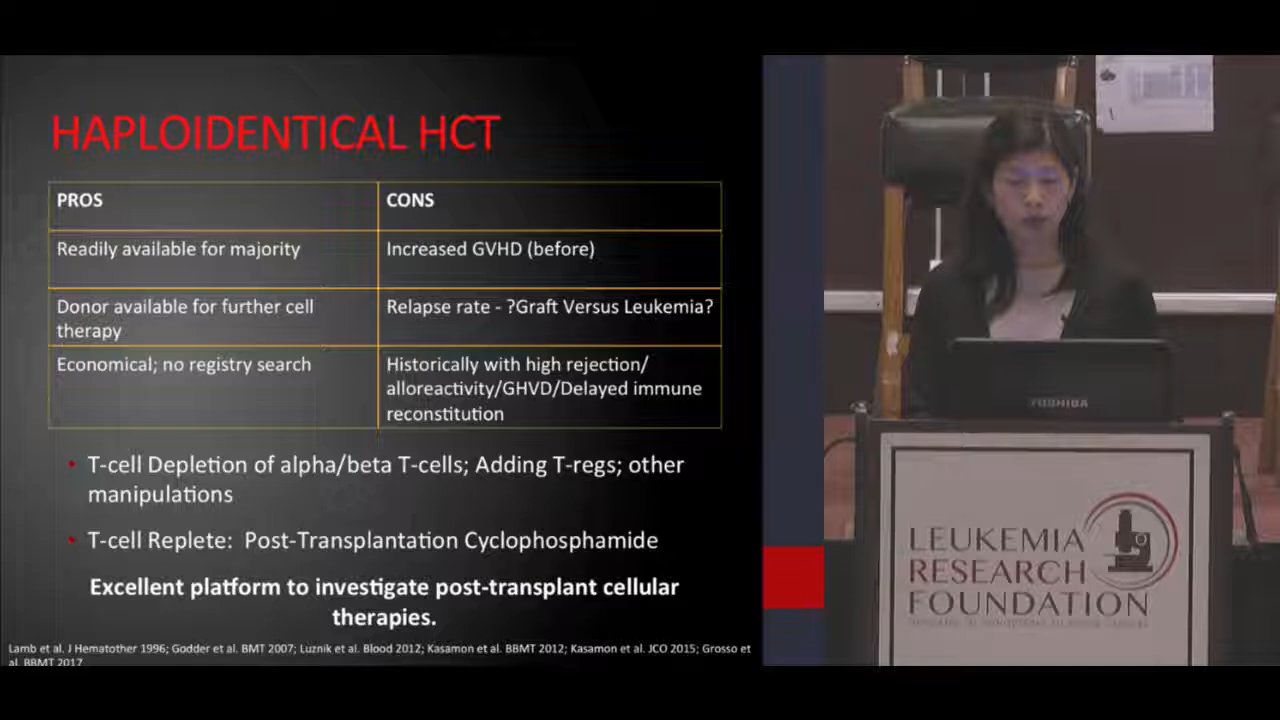 HAPLOIDENTICAL HCT
PROS
CONS
Readily available for majority
Increased GVHD (before)
Donor available for further cell
therapy
Relapse rate - ?Graft Versus Leukemia?
Economical; no registry search
Historically with high rejection/
alloreactivity/GHVD/Delayed immune
reconstitution
• T-cell Depletion of alpha/beta T-cells; Adding T-regs; other
manipulations
• T-cell Replete: Post-Transplantation Cyclophosphamide
Excellent platform to investigate post-transplant cellular
therapies.
Lamb et al. J Hematother 1996; Godder et al. BMT 2007; Luznik et al. Blood 2012; Kasamon et al. BBMT 2012; Kasamon et al. JCO 2015; Grosso et
al. BBMT 2017
TOSHIBA
LEUKEMIA
RESEARCH
FOUNDATION